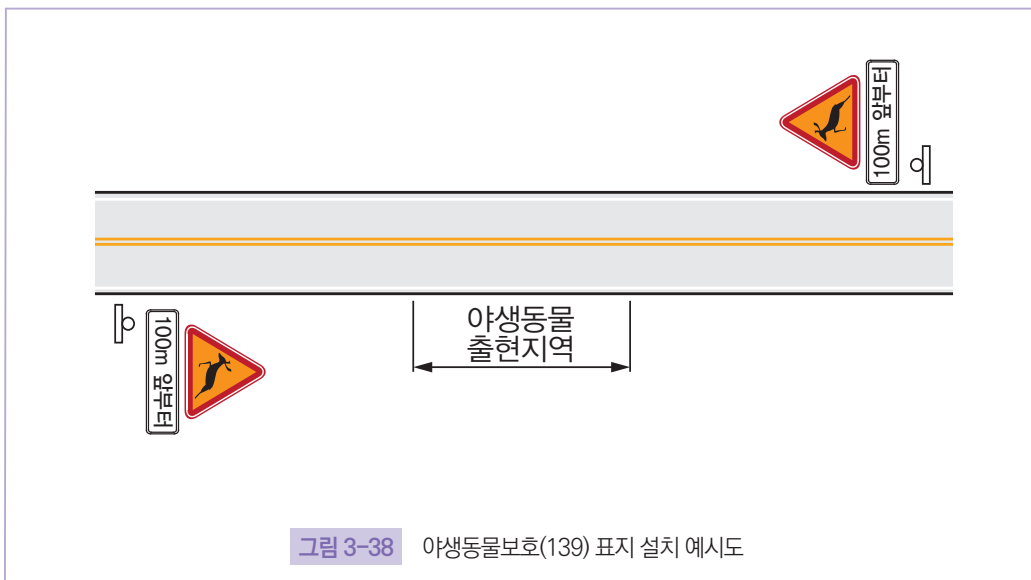 100m 앞부터
100m 앞부터
야생동물
출현지역
그림 3-38 야생동물보호(139) 표지 설치 예시도